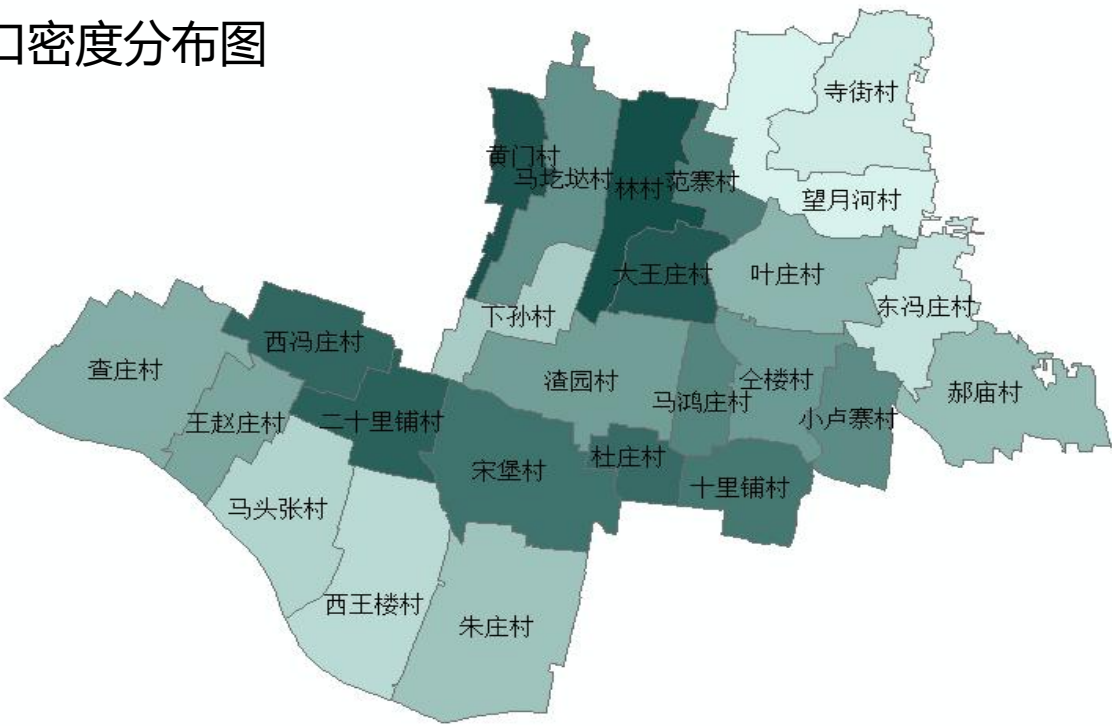 口密度分布图
寺街村
黄门村
马圪垯村
林村
范寨村
望月河村
大王庄村
叶庄村
东冯庄村
下孙村
西冯庄村
查庄村
渣园村
马鸿庄村
仝楼村
郝庙村
王赵庄村
二十里铺村
小卢寨村
宋堡村
杜庄村
十里铺村
马头张村
西王楼村
朱庄村